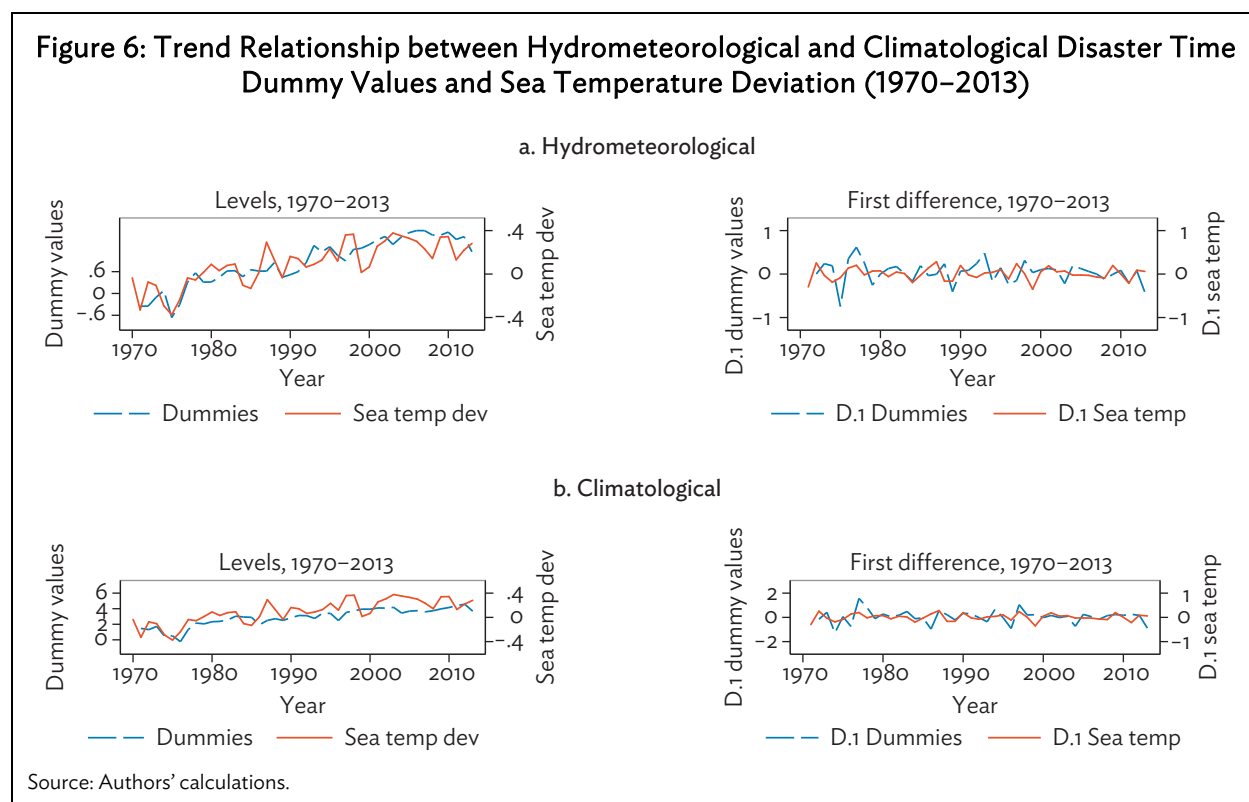 Figure 6: Trend Relationship between Hydrometeorological and Climatological Disaster Time
Dummy Values and Sea Temperature Deviation (1970–2013)
a. Hydrometeorological
Levels, 1970–2013
Dummy values
.6
0
–.6
.4
0
–.4
Sea temp dev
1970 1980 1990 2000 2010
Year
Dummies Sea temp dev
First difference, 1970–2013
D.1 dummy values
1
0
–1
1
0
–1
D.1 sea temp
1970 1980 1990 2000 2010
Year
D.1 Dummies D.1 Sea temp
b. Climatological
Levels, 1970–2013
Dummy values
6
4
2
0
.4
0
–.4
Sea temp dev
1970 1980 1990 2000 2010
Year
Dummies Sea temp dev
First difference, 1970–2013
D.1 dummy values
2
0
–2
1
0
–1
D.1 sea temp
1970 1980 1990 2000 2010
Year
D.1 Dummies D.1 Sea temp
Source: Authors’ calculations.